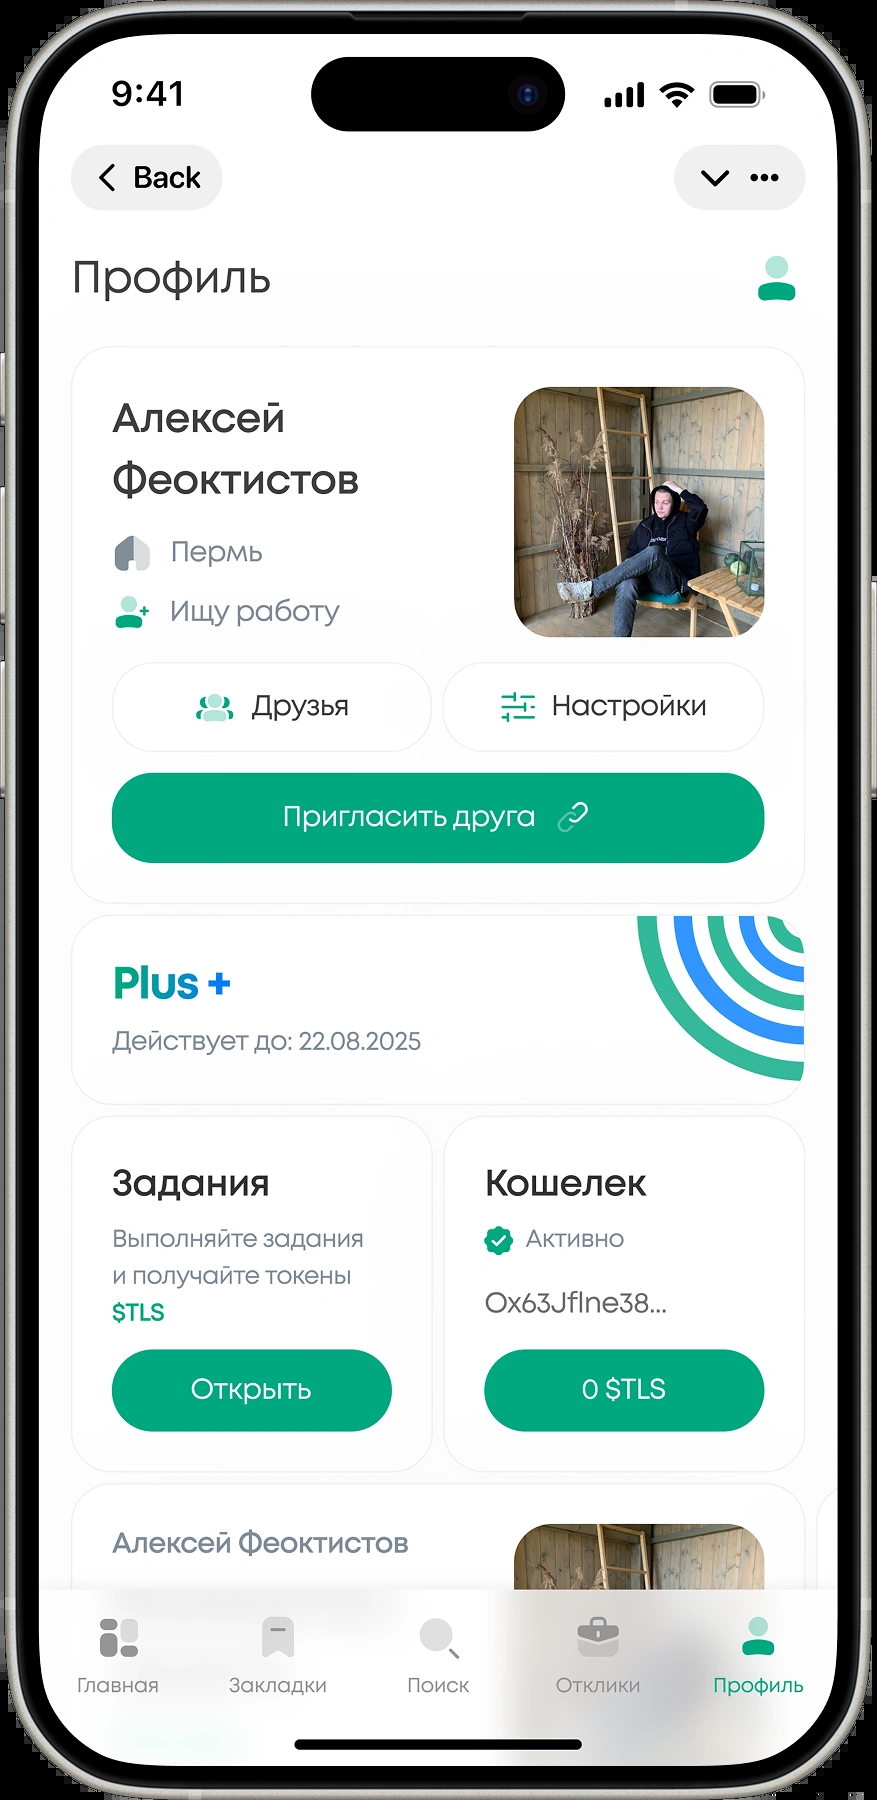 9:41
Back
Профиль
Алексей
Феоктистов
Пермь
Ищу работу
Друзья
Настройки
Пригласить друга
Plus +
Действует до: 22.08.2025
Задания
Выполняйте задания
и получайте токены
$TLS
Открыть
Кошелек
Активно
Ox63Jflne38...
0 $TLS
Алексей Феоктистов
Главная
Закладки
Поиск
Отклики
Профиль